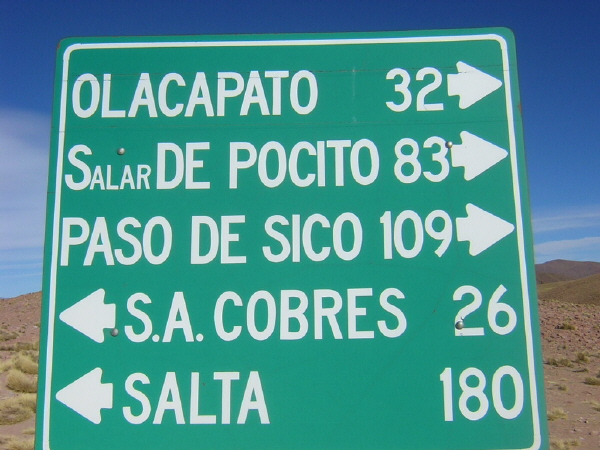 OLACAPATO 32
SALAR DE POCITO 83
PASO DE SICO 109
S.A. COBRES 26
SALTA 180